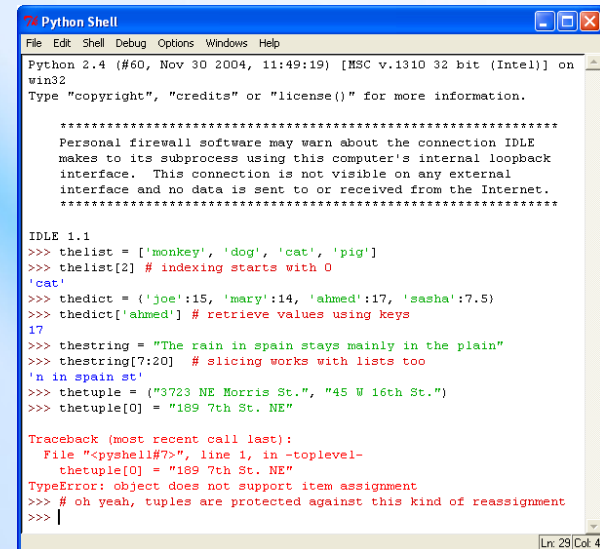 Python Shell
File Edit Shell Debug Options Windows Help
Python 2.4 (#60, Nov 30 2004, 11:49:19) [MSC v.1310 32 bit (Intel)] on
win32
Type "copyright", "credits" or "license()" for more information.
****************************************************************
Personal firewall software may warn about the connection IDLE
makes to its subprocess using this computer's internal loopback
interface.  This connection is not visible on any external
interface and no data is sent to or received from the Internet.
****************************************************************
IDLE 1.1
>>> thelist = ['monkey', 'dog', 'cat', 'pig']
>>> thelist[2] # indexing starts with 0
'cat'
>>> thedict = {'joe':15, 'mary':14, 'ahmed':17, 'sasha':7.5}
>>> thedict['ahmed'] # retrieve values using keys
17
>>> thestring = "The rain in spain stays mainly in the plain"
>>> thestring[7:20]  # slicing works with lists too
'n in spain st'
>>> thetuple = ("3723 NE Morris St.", "45 W 16th St.")
>>> thetuple[0] = "189 7th St. NE"
Traceback (most recent call last):
  File "<pyshell#7>", line 1, in -toplevel-
    thetuple[0] = "189 7th St. NE"
TypeError: object does not support item assignment
>>> # oh yeah, tuples are protected against this kind of reassignment
>>>
Ln: 29 Col: 4